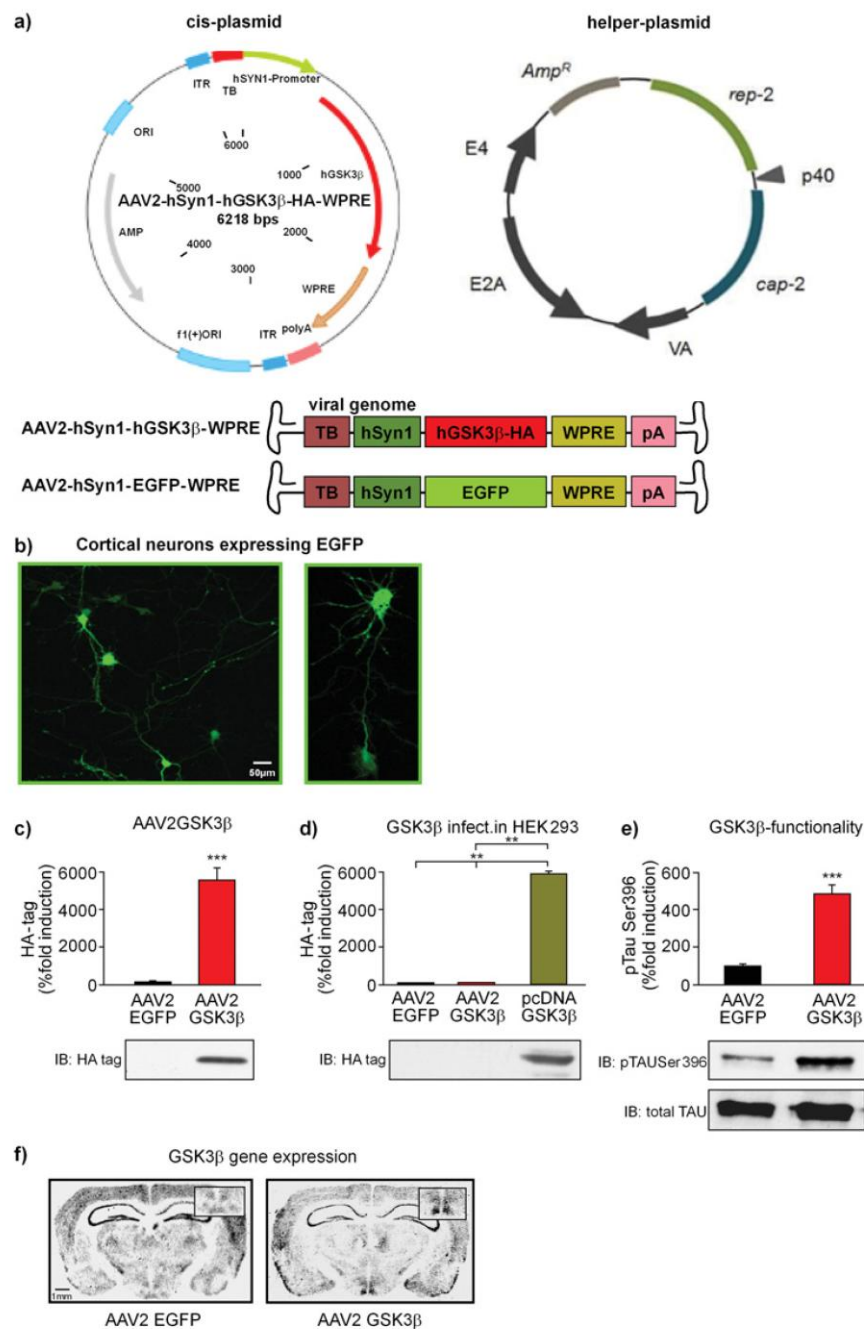 a)
cis-plasmid
helper-plasmid
ITR
TB
hSYN1-Promoter
ORI
6000
1000
hGSK3β
5000
AAV2-hSyn1-hGSK3β-HA-WPRE
6218 bps
2000
AMP
4000
3000
WPRE
polyA
ITR
f1(+)ORI
AmpR
rep-2
E4
p40
E2A
cap-2
VA
viral genome
AAV2-hSyn1-hGSK3β-WPRE
TB hSyn1 hGSK3β-HA WPRE pA
AAV2-hSyn1-EGFP-WPRE
TB hSyn1 EGFP WPRE pA
b) Cortical neurons expressing EGFP
50μm
c) AAV2GSK3β
HA-tag
(%fold induction)
6000
4000
2000
0
***
AAV2
EGFP
AAV2
GSK3β
IB: HA tag
d) GSK3β infect.in HEK293
HA-tag
(%fold induction)
6000
4000
2000
0
**
**
AAV2
EGFP
AAV2
GSK3β
pcDNA
GSK3β
IB: HA tag
e) GSK3β-functionality
pTau Ser396
(%fold induction)
600
400
200
0
***
AAV2
EGFP
AAV2
GSK3β
IB: pTAUSer396
IB: total TAU
f) GSK3β gene expression
1mm
AAV2 EGFP
AAV2 GSK3β